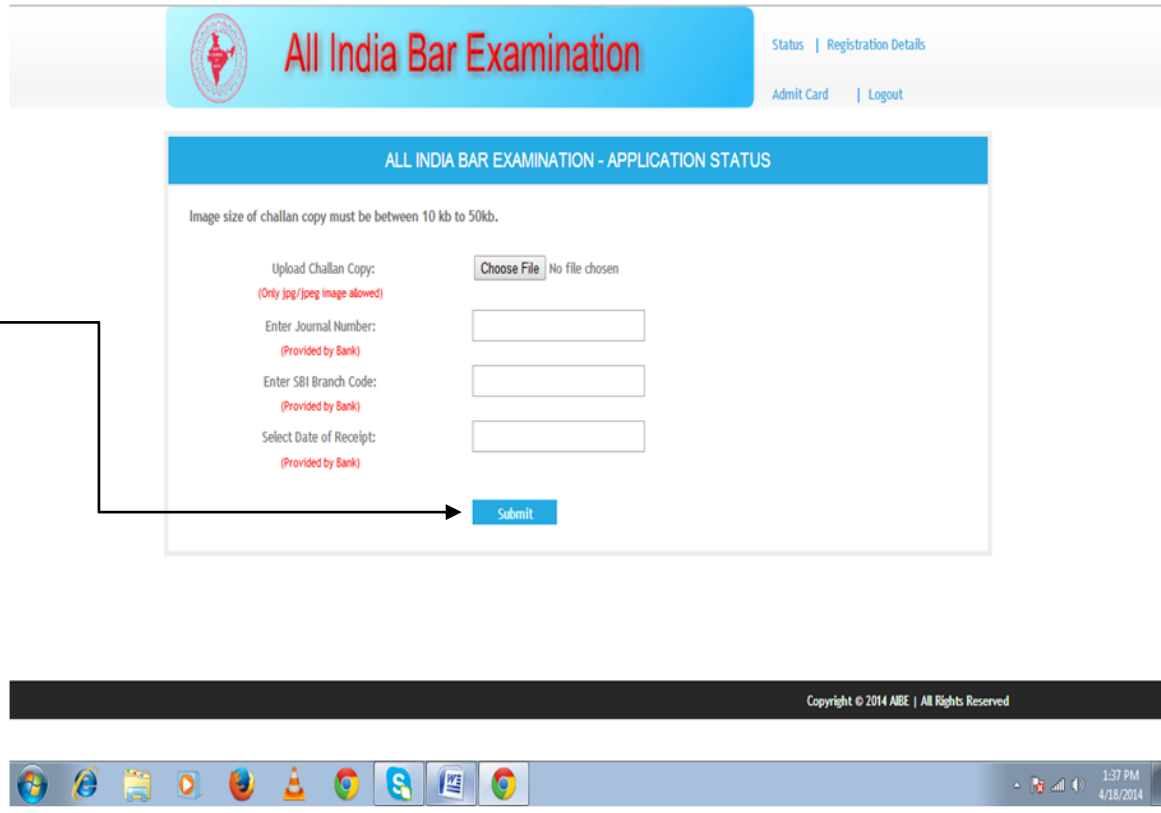 All India Bar Examination
Status | Registration Details
Admit Card | Logout
ALL INDIA BAR EXAMINATION - APPLICATION STATUS
Image size of challan copy must be between 10 kb to 50kb.
Upload Challan Copy: Choose File No file chosen
(Only jpg/jpeg image allowed)
Enter Journal Number:
(Provided by Bank)
Enter SBI Branch Code:
(Provided by Bank)
Select Date of Receipt:
(Provided by Bank)
Submit
Copyright © 2014 AIBE | All Rights Reserved
1:37 PM
4/18/2014